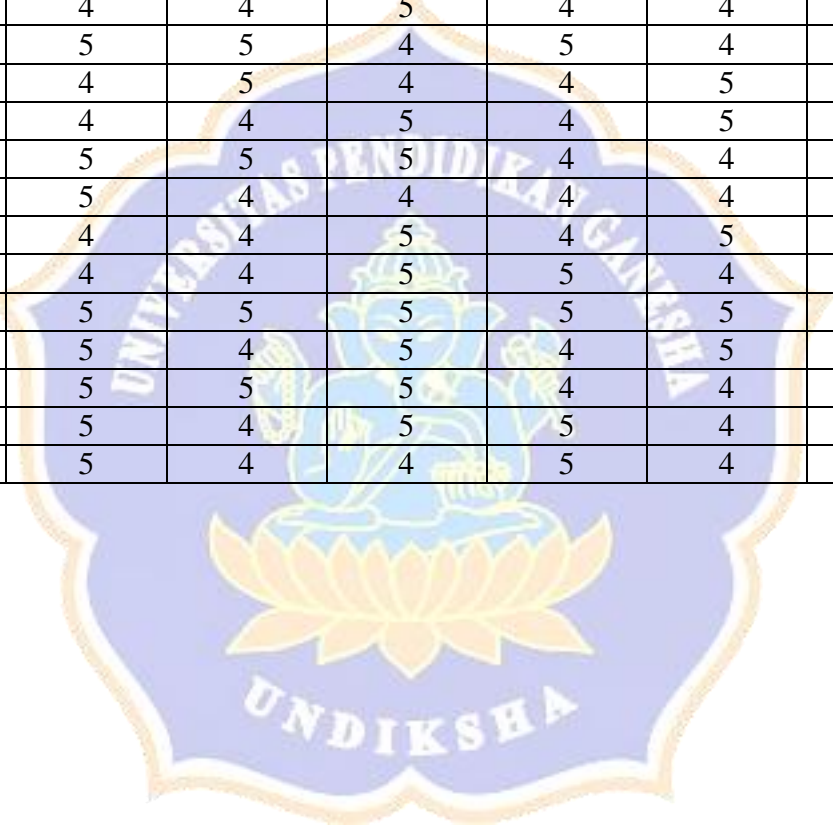 4 4 5 4 4
5 5 4 5 4
4 5 4 4 5
4 4 5 4 5
5 5 5 4 4
5 4 4 4 4
4 4 5 4 5
4 4 5 5 4
5 5 5 5 5
5 4 5 4 5
5 5 5 4 4
5 4 5 5 4
5 4 4 5 4
UNIVERSITAS PENDIDIKAN GANESHA
UNDIKSHA